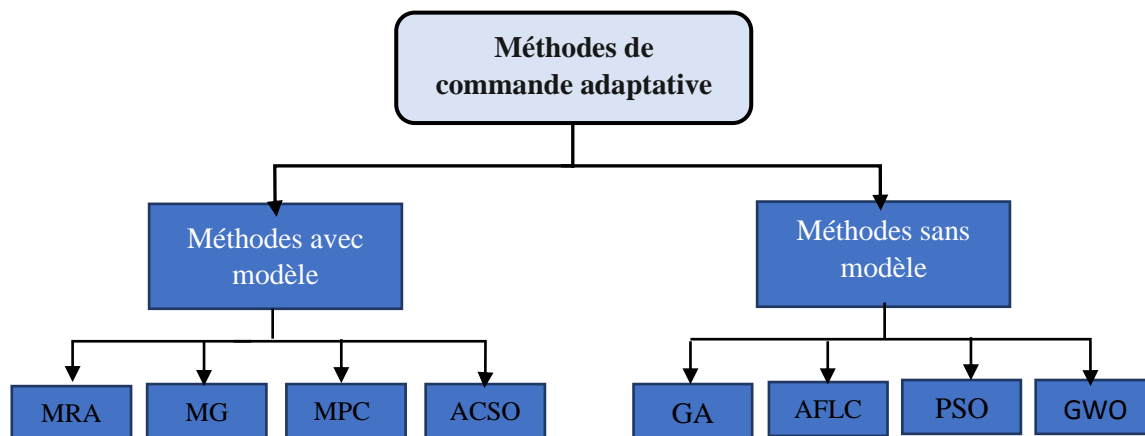 Méthodes de
commande adaptative
Méthodes avec
modèle
Méthodes sans
modèle
MRA
MG
MPC
ACSO
GA
AFLC
PSO
GWO